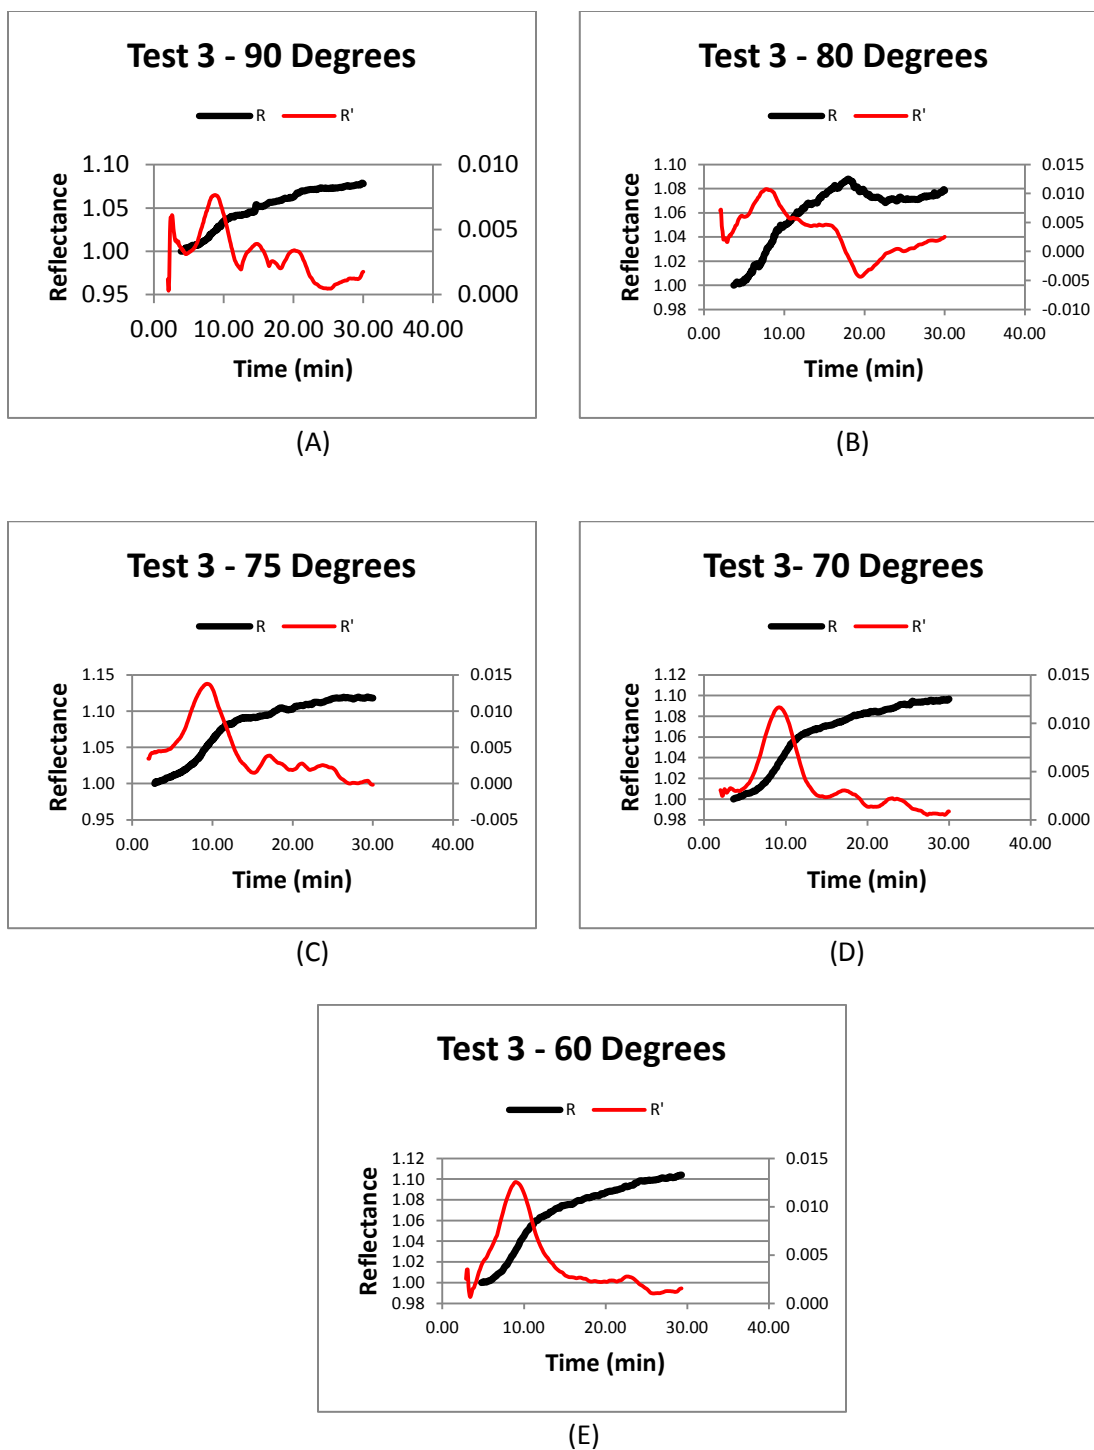 Test 3 - 90 Degrees
R R'
1.10
1.05
1.00
0.95
0.010
0.005
0.000
0.00 10.00 20.00 30.00 40.00
Reflectance
Time (min)
(A)
Test 3 - 80 Degrees
R R'
1.10
1.08
1.06
1.04
1.02
1.00
0.98
0.015
0.010
0.005
0.000
-0.005
-0.010
0.00 10.00 20.00 30.00 40.00
Reflectance
Time (min)
(B)
Test 3 - 75 Degrees
R R'
1.15
1.10
1.05
1.00
0.95
0.015
0.010
0.005
0.000
-0.005
0.00 10.00 20.00 30.00 40.00
Reflectance
Time (min)
(C)
Test 3- 70 Degrees
R R'
1.12
1.10
1.08
1.06
1.04
1.02
1.00
0.98
0.015
0.010
0.005
0.000
0.00 10.00 20.00 30.00 40.00
Reflectance
Time (min)
(D)
Test 3 - 60 Degrees
R R'
1.12
1.10
1.08
1.06
1.04
1.02
1.00
0.98
0.015
0.010
0.005
0.000
0.00 10.00 20.00 30.00 40.00
Reflectance
Time (min)
(E)